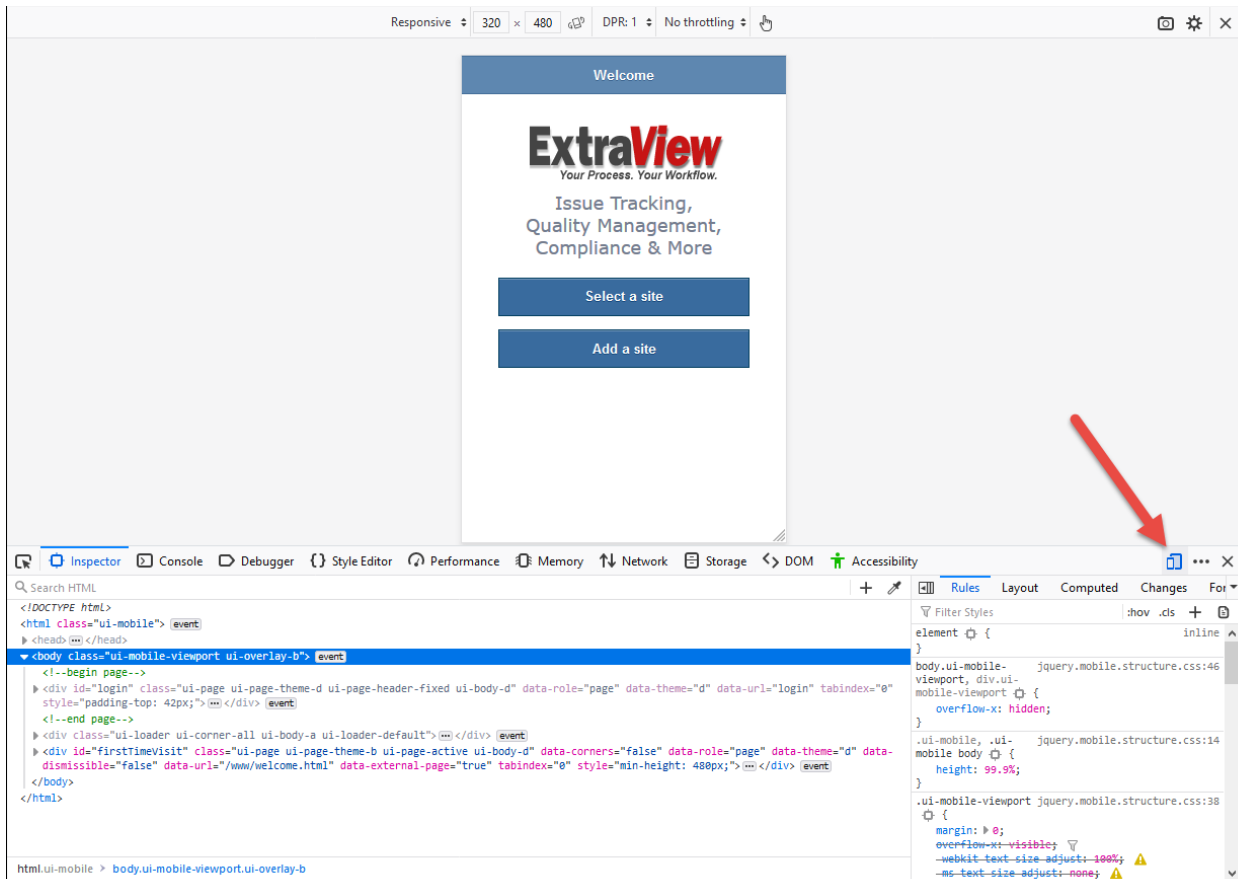 Responsive 320 × 480 DPR: 1 No throttling
Welcome
ExtraView
Your Process. Your Workflow.
Issue Tracking,
Quality Management,
Compliance & More
Select a site
Add a site
Inspector Console Debugger {} Style Editor Performance Memory Network Storage DOM Accessibility
Search HTML
<!DOCTYPE html>
<html class="ui-mobile"> event
<head> ••• </head>
<body class="ui-mobile-viewport ui-overlay-b"> event
<!--begin page-->
<div id="login" class="ui-page ui-page-theme-d ui-page-header-fixed ui-body-d" data-role="page" data-theme="d" data-url="login" tabindex="0"
style="padding-top: 42px;"> ••• </div> event
<!--end page-->
<div class="ui-loader ui-corner-all ui-body-a ui-loader-default"> ••• </div> event
<div id="firstTimeVisit" class="ui-page ui-page-theme-b ui-page-active ui-body-d" data-corners="false" data-role="page" data-theme="d" data-
dismissible="false" data-url="/www/welcome.html" data-external-page="true" tabindex="0" style="min-height: 480px;"> ••• </div> event
</body>
</html>
html.ui-mobile > body.ui-mobile-viewport.ui-overlay-b
Rules Layout Computed Changes For
Filter Styles :hov .cls +
element { inline
}
body.ui-mobile- jquery.mobile.structure.css:46
viewport, div.ui-
mobile-viewport {
overflow-x: hidden;
}
.ui-mobile, .ui- jquery.mobile.structure.css:14
mobile body {
height: 99.9%;
}
.ui-mobile-viewport jquery.mobile.structure.css:38
{
margin: 0;
overflow-x: visible;
-webkit-text-size-adjust: 100%;
-ms-text-size-adjust: none;